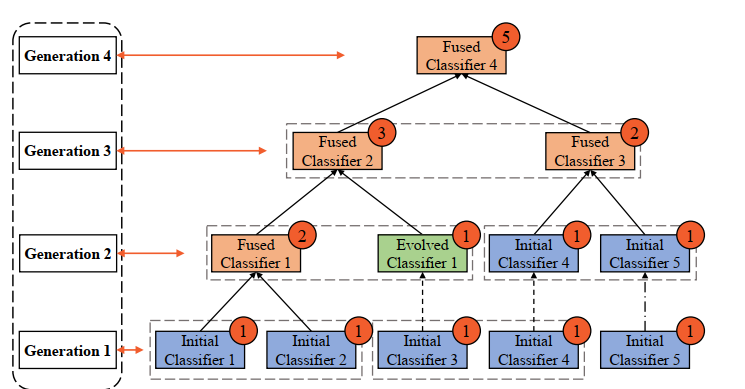 Generation 4
5
Fused
Classifier 4
Generation 3
3
Fused
Classifier 2
2
Fused
Classifier 3
Generation 2
2
Fused
Classifier 1
1
Evolved
Classifier 1
1
Initial
Classifier 4
1
Initial
Classifier 5
Generation 1
1
Initial
Classifier 1
1
Initial
Classifier 2
1
Initial
Classifier 3
1
Initial
Classifier 4
1
Initial
Classifier 5